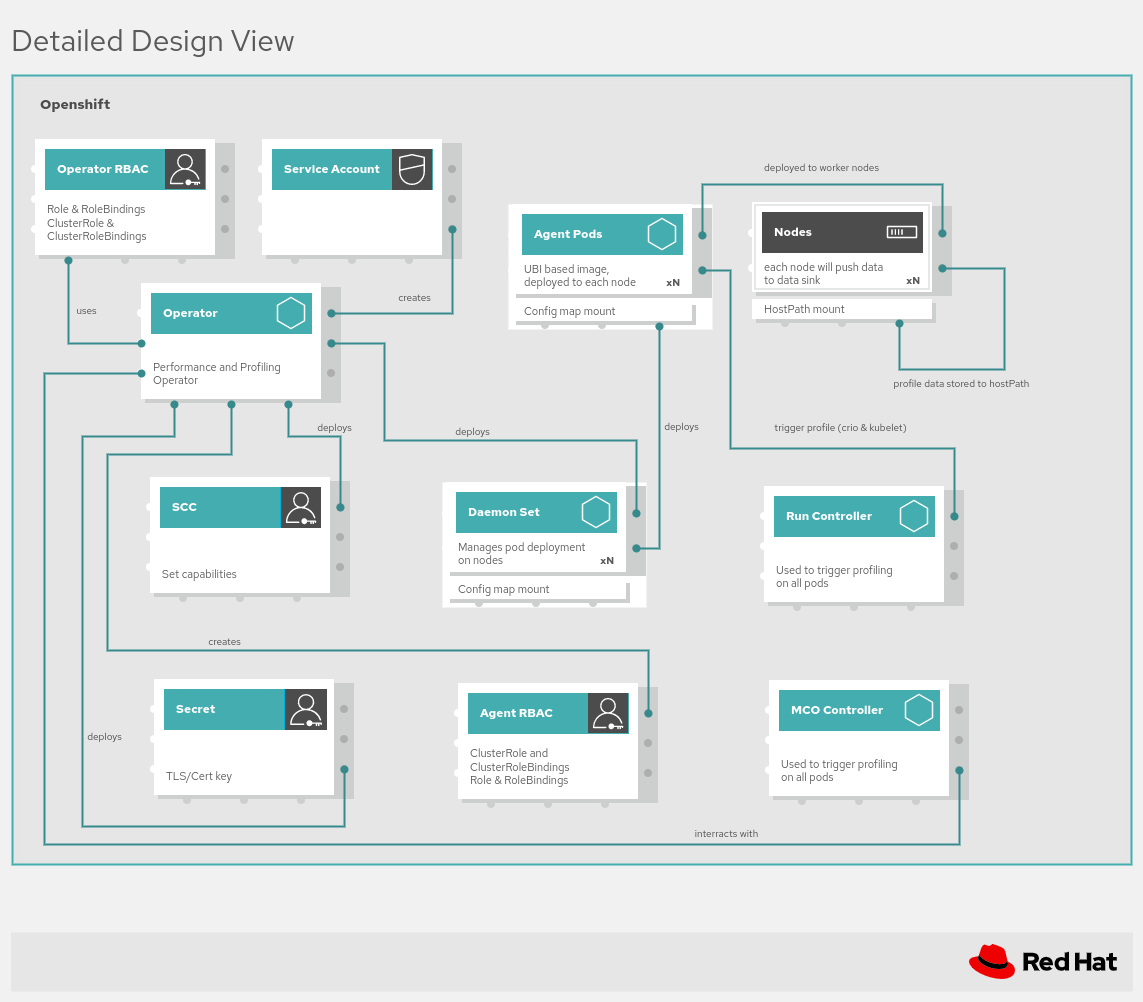 Detailed Design View
Openshift
Operator RBAC
Role & RoleBindings
ClusterRole &
ClusterRoleBindings
Service Account
deployed to worker nodes
Agent Pods
UBI based image,
deployed to each node
xN
Config map mount
Nodes
each node will push data
to data sink
xN
HostPath mount
uses
Operator
Performance and Profiling
Operator
creates
profile data stored to hostPath
deploys
deploys
deploys
trigger profile (crio & kubelet)
SCC
Set capabilities
Daemon Set
Manages pod deployment
on nodes
xN
Config map mount
Run Controller
Used to trigger profiling
on all pods
creates
Secret
TLS/Cert key
deploys
Agent RBAC
ClusterRole and
ClusterRoleBindings
Role & RoleBindings
MCO Controller
Used to trigger profiling
on all pods
interracts with
Red Hat